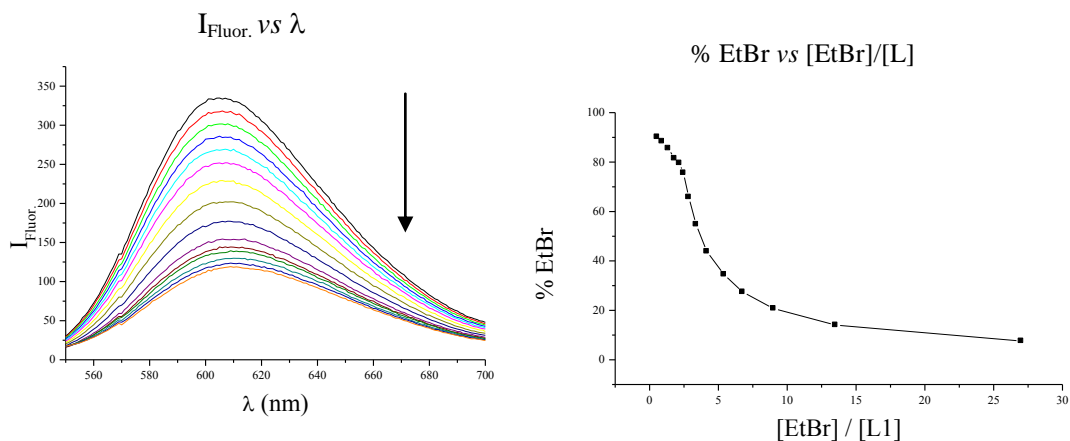 I_Fluor. vs λ
350
300
250
200
150
100
50
0
I_Fluor.
560 580 600 620 640 660 680 700
λ (nm)
% EtBr vs [EtBr]/[L]
100
80
60
40
20
0
% EtBr
0 5 10 15 20 25 30
[EtBr] / [L1]